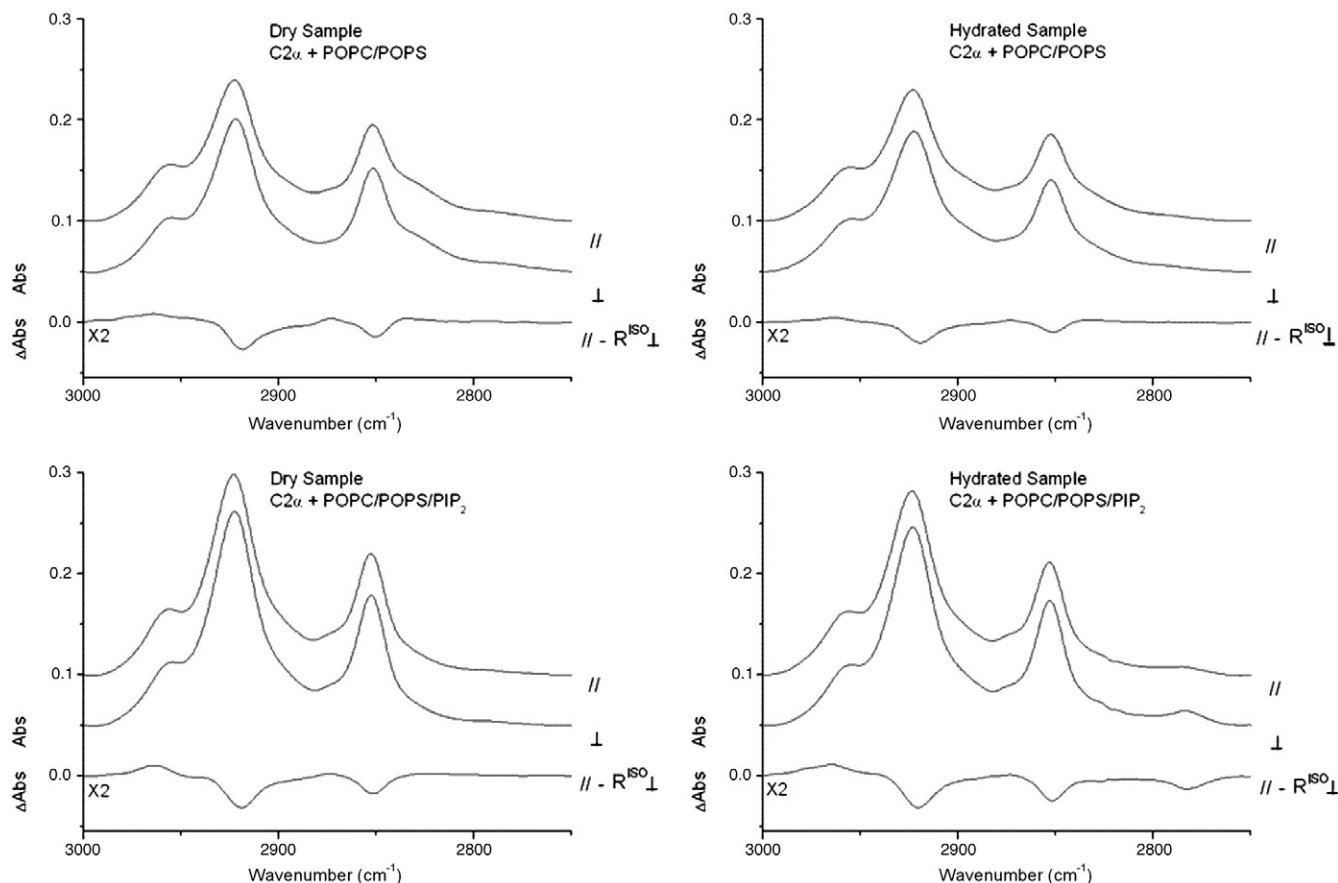 Dry Sample
C2α + POPC/POPS
0.3
0.2
0.1
0.0
Abs
ΔAbs
X2
//
⊥
// - R^ISO⊥
3000
2900
2800
Wavenumber (cm⁻¹)
Hydrated Sample
C2α + POPC/POPS
0.3
0.2
0.1
0.0
Abs
ΔAbs
X2
//
⊥
// - R^ISO⊥
3000
2900
2800
Wavenumber (cm⁻¹)
Dry Sample
C2α + POPC/POPS/PIP₂
0.3
0.2
0.1
0.0
Abs
ΔAbs
X2
//
⊥
// - R^ISO⊥
3000
2900
2800
Wavenumber (cm⁻¹)
Hydrated Sample
C2α + POPC/POPS/PIP₂
0.3
0.2
0.1
0.0
Abs
ΔAbs
X2
//
⊥
// - R^ISO⊥
3000
2900
2800
Wavenumber (cm⁻¹)